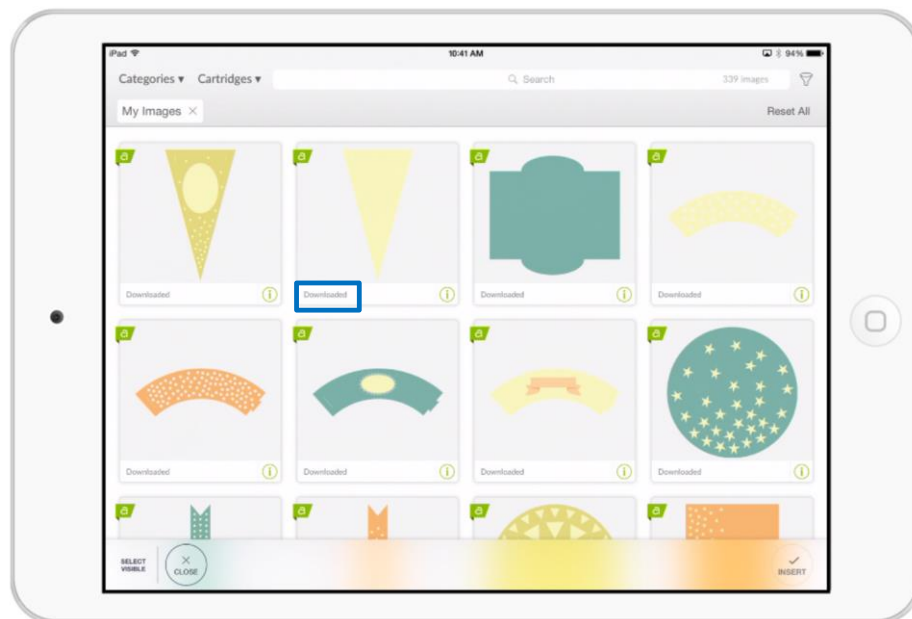 iPad
10:41 AM
94%
Categories ▾ Cartridges ▾
Search
339 images
My Images ×
Reset All
a
a
a
a
Downloaded
i
Downloaded
i
Downloaded
i
Downloaded
i
a
a
a
a
Downloaded
i
Downloaded
i
Downloaded
i
Downloaded
i
a
a
a
a
SELECT
VISIBLE
CLOSE
INSERT